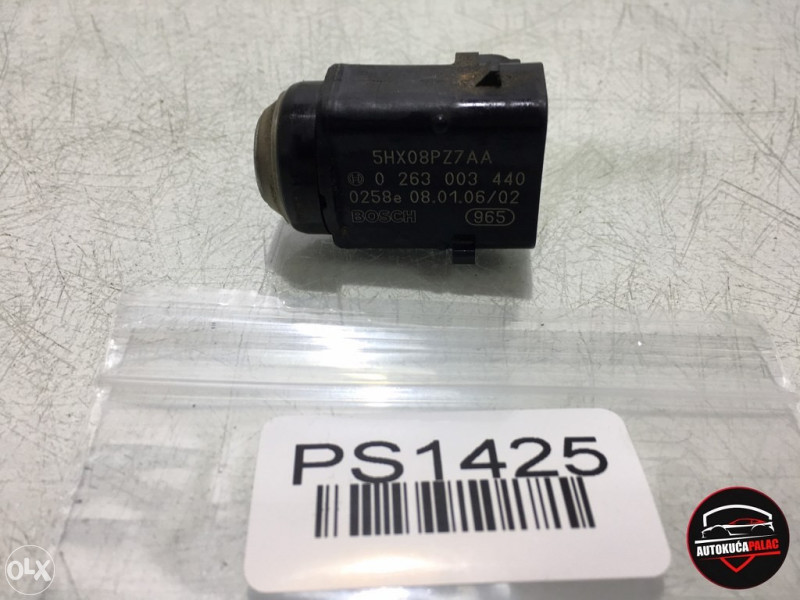 5HX08PZ7AA
0 263 003 440
0258e 08.01.06/02
BOSCH 965
PS1425
AUTOKUĆAPALAC
OLX